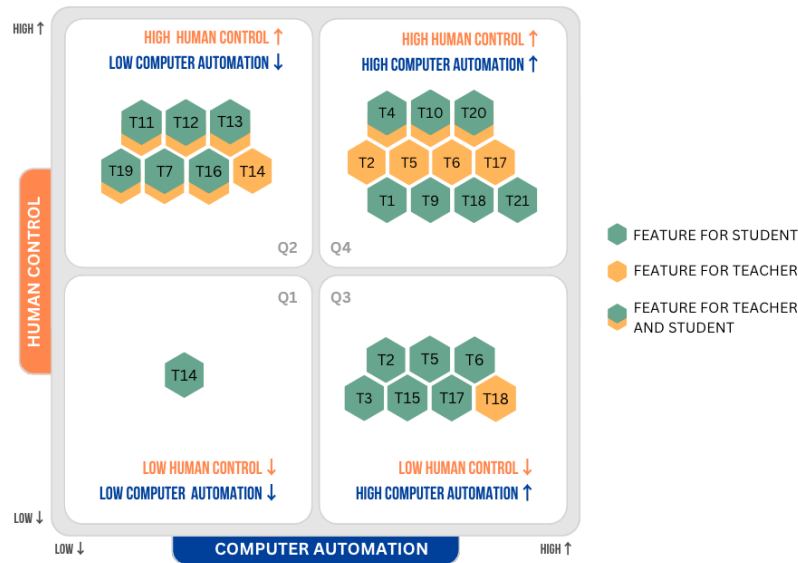 HIGH ↑
HIGH HUMAN CONTROL ↑
LOW COMPUTER AUTOMATION ↓
T11 T12 T13
T19 T7 T16 T14
Q2
HIGH HUMAN CONTROL ↑
HIGH COMPUTER AUTOMATION ↑
T4 T10 T20
T2 T5 T6 T17
T1 T9 T18 T21
Q4
HUMAN CONTROL
Q1
T14
LOW HUMAN CONTROL ↓
LOW COMPUTER AUTOMATION ↓
Q3
T2 T5 T6
T3 T15 T17 T18
LOW HUMAN CONTROL ↓
HIGH COMPUTER AUTOMATION ↑
LOW ↓
LOW ↓
COMPUTER AUTOMATION
HIGH ↑
FEATURE FOR STUDENT
FEATURE FOR TEACHER
FEATURE FOR TEACHER
AND STUDENT